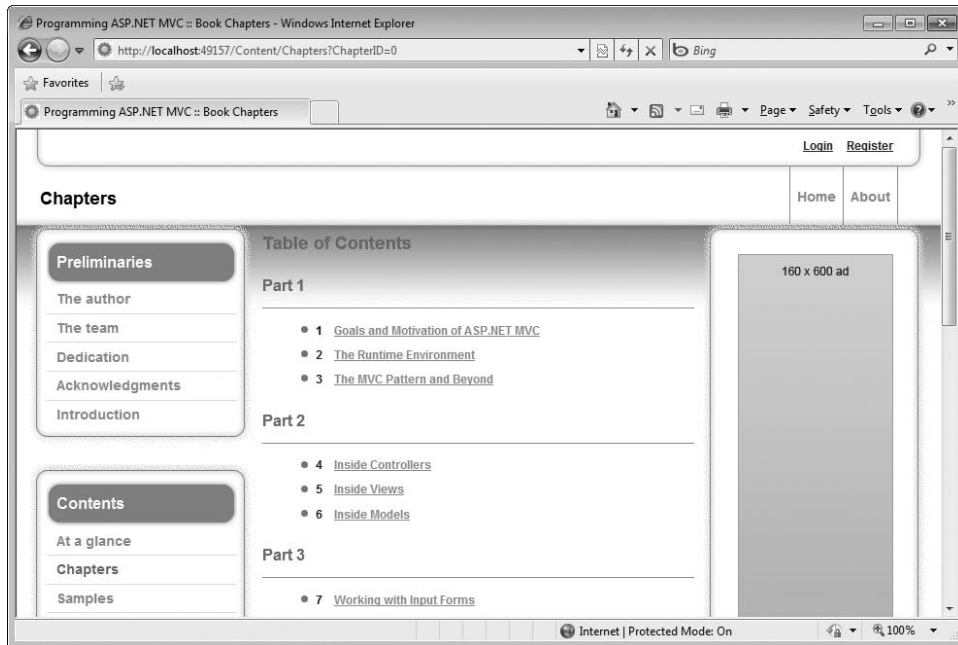 Programming ASP.NET MVC :: Book Chapters - Windows Internet Explorer
http://localhost:49157/Content/Chapters?ChapterID=0
Bing
Favorites
Programming ASP.NET MVC :: Book Chapters
Page
Safety
Tools
Login Register
Chapters
Home About
Preliminaries
The author
The team
Dedication
Acknowledgments
Introduction
Contents
At a glance
Chapters
Samples
Table of Contents
Part 1
1 Goals and Motivation of ASP.NET MVC
2 The Runtime Environment
3 The MVC Pattern and Beyond
Part 2
4 Inside Controllers
5 Inside Views
6 Inside Models
Part 3
7 Working with Input Forms
160 x 600 ad
Internet | Protected Mode: On
100%